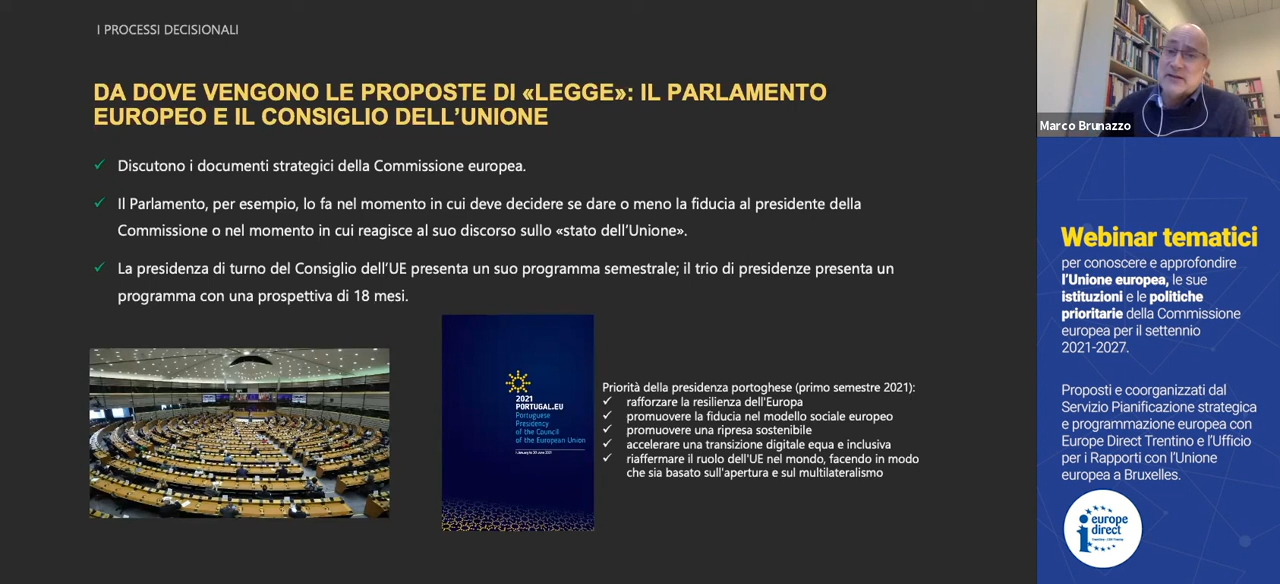 I PROCESSI DECISIONALI
DA DOVE VENGONO LE PROPOSTE DI «LEGGE»: IL PARLAMENTO
EUROPEO E IL CONSIGLIO DELL'UNIONE
Discutono i documenti strategici della Commissione europea.
Il Parlamento, per esempio, lo fa nel momento in cui deve decidere se dare o meno la fiducia al presidente della
Commissione o nel momento in cui reagisce al suo discorso sullo «stato dell'Unione».
La presidenza di turno del Consiglio dell'UE presenta un suo programma semestrale; il trio di presidenze presenta un
programma con una prospettiva di 18 mesi.
2021
PORTUGAL.EU
Portuguese
Presidency
of the Council
of the European Union
Priorità della presidenza portoghese (primo semestre 2021):
rafforzare la resilienza dell'Europa
promuovere la fiducia nel modello sociale europeo
promuovere una ripresa sostenibile
accelerare una transizione digitale equa e inclusiva
riaffermare il ruolo dell'UE nel mondo, facendo in modo
che sia basato sull'apertura e sul multilateralismo
Marco Brunazzo
Webinar tematici
per conoscere e approfondire
l'Unione europea, le sue
istituzioni e le politiche
prioritarie della Commissione
europea per il settennio
2021-2027.
Proposti e coorganizzati dal
Servizio Pianificazione strategica
e programmazione europea con
Europe Direct Trentino e l'Ufficio
per i Rapporti con l'Unione
europea a Bruxelles.
europe
direct